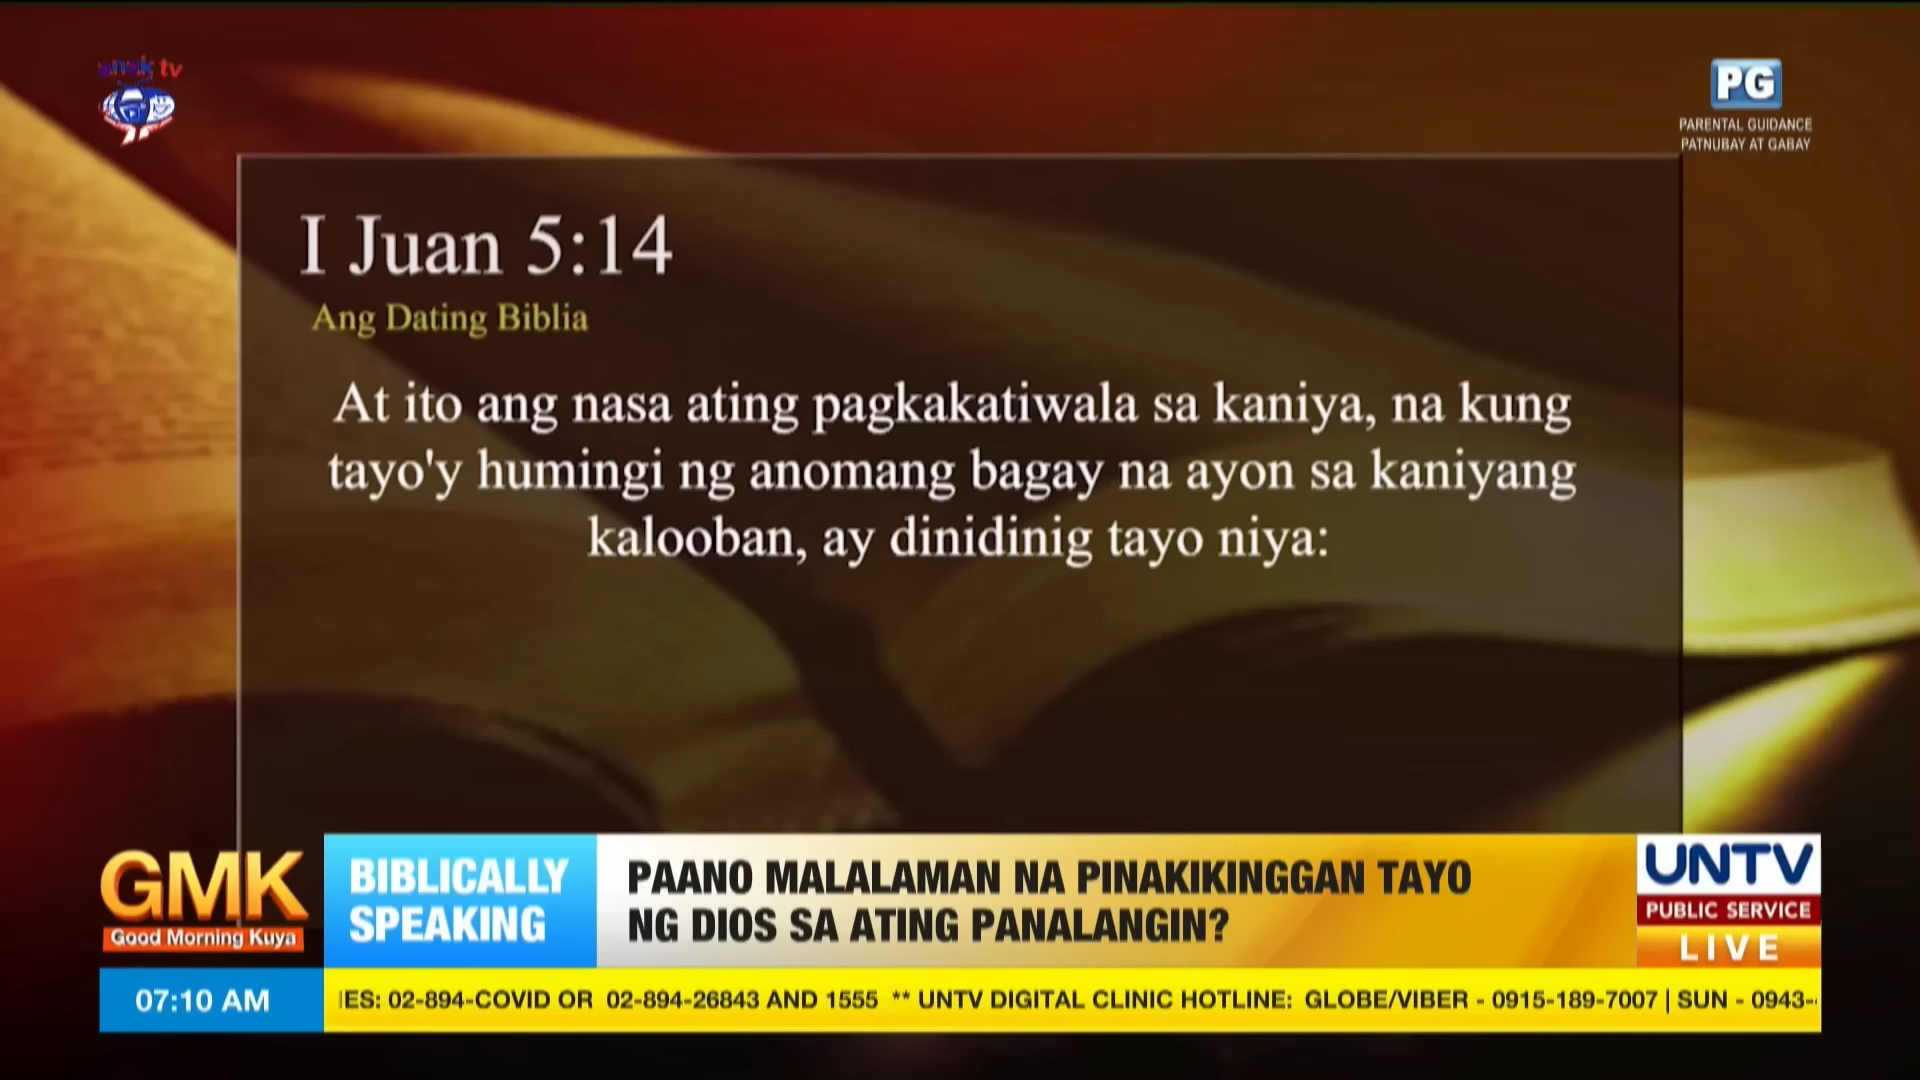 anak tv
PG
PARENTAL GUIDANCE
PATNUBAY AT GABAY
I Juan 5:14
Ang Dating Biblia
At ito ang nasa ating pagkakatiwala sa kaniya, na kung
tayo'y humingi ng anomang bagay na ayon sa kaniyang
kalooban, ay dinidinig tayo niya:
GMK
Good Morning Kuya
BIBLICALLY
SPEAKING
PAANO MALALAMAN NA PINAKIKINGGAN TAYO
NG DIOS SA ATING PANALANGIN?
UNTV
PUBLIC SERVICE
LIVE
07:10 AM
ES: 02-894-COVID OR 02-894-26843 AND 1555 ** UNTV DIGITAL CLINIC HOTLINE: GLOBE/VIBER - 0915-189-7007 | SUN - 0943-